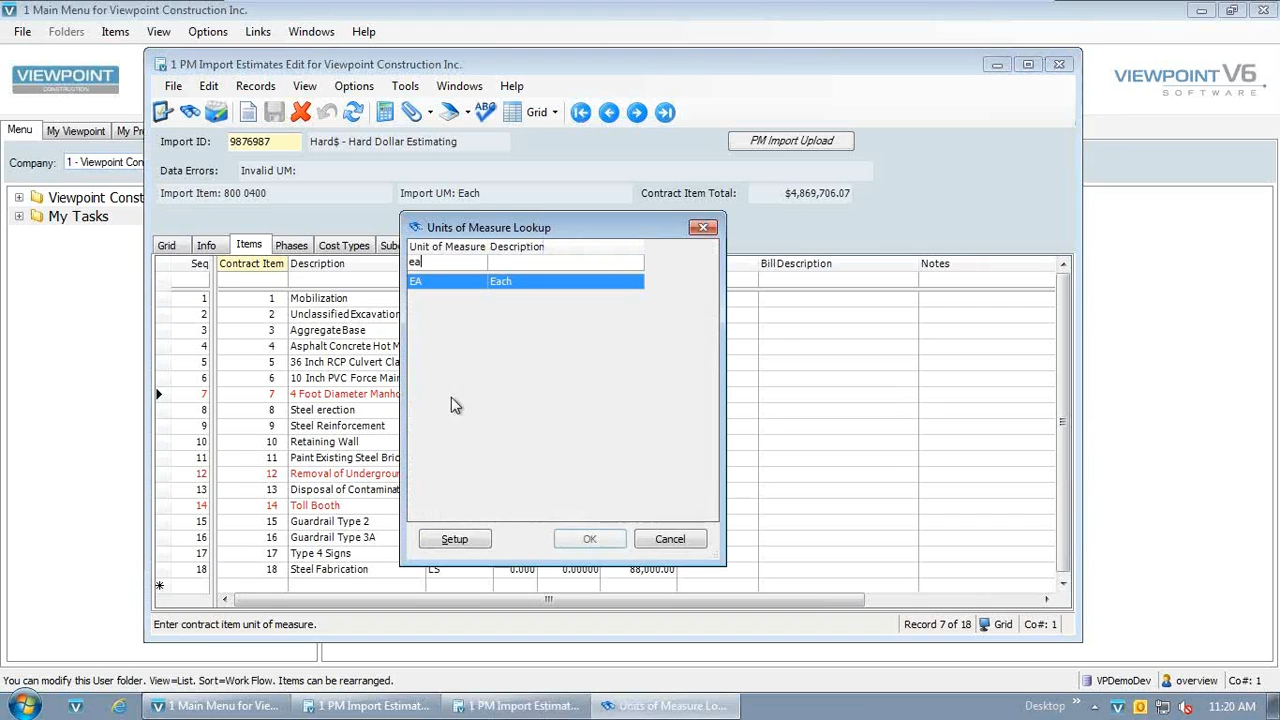 1 Main Menu for Viewpoint Construction Inc.
File Folders Items View Options Links Windows Help
VIEWPOINT
CONSTRUCTION
VIEWPOINT V6
SOFTWARE
Menu My Viewpoint My Pr
Company: 1 - Viewpoint Con
Viewpoint Const
My Tasks
1 PM Import Estimates Edit for Viewpoint Construction Inc.
File Edit Records View Options Tools Windows Help
ABC Grid
Import ID: 9876987 Hard$ - Hard Dollar Estimating PM Import Upload
Data Errors: Invalid UM:
Import Item: 800 0400 Import UM: Each Contract Item Total: $4,869,706.07
Grid Info Items Phases Cost Types Sub
Seq Contract Item Description Bill Description Notes
1 1 Mobilization
2 2 Unclassified Excavatio
3 3 Aggregate Base
4 4 Asphalt Concrete Hot M
5 5 36 Inch RCP Culvert Cla
6 6 10 Inch PVC Force Mair
7 7 4 Foot Diameter Manho
8 8 Steel erection
9 9 Steel Reinforcement
10 10 Retaining Wall
11 11 Paint Existing Steel Bric
12 12 Removal of Undergrour
13 13 Disposal of Contaminat
14 14 Toll Booth
15 15 Guardrail Type 2
16 16 Guardrail Type 3A
17 17 Type 4 Signs
18 18 Steel Fabrication LS 0.000 0.00000 88,000.00
Units of Measure Lookup
Unit of Measure Description
ea
EA Each
Setup OK Cancel
Enter contract item unit of measure. Record 7 of 18 Grid Co#: 1
You can modify this User folder. View=List. Sort=Work Flow. Items can be rearranged. VPDemoDev overview Co#: 1
1 Main Menu for Vie... 1 PM Import Estimat... 1 PM Import Estimat... Units of Measure Lo... Desktop 11:20 AM